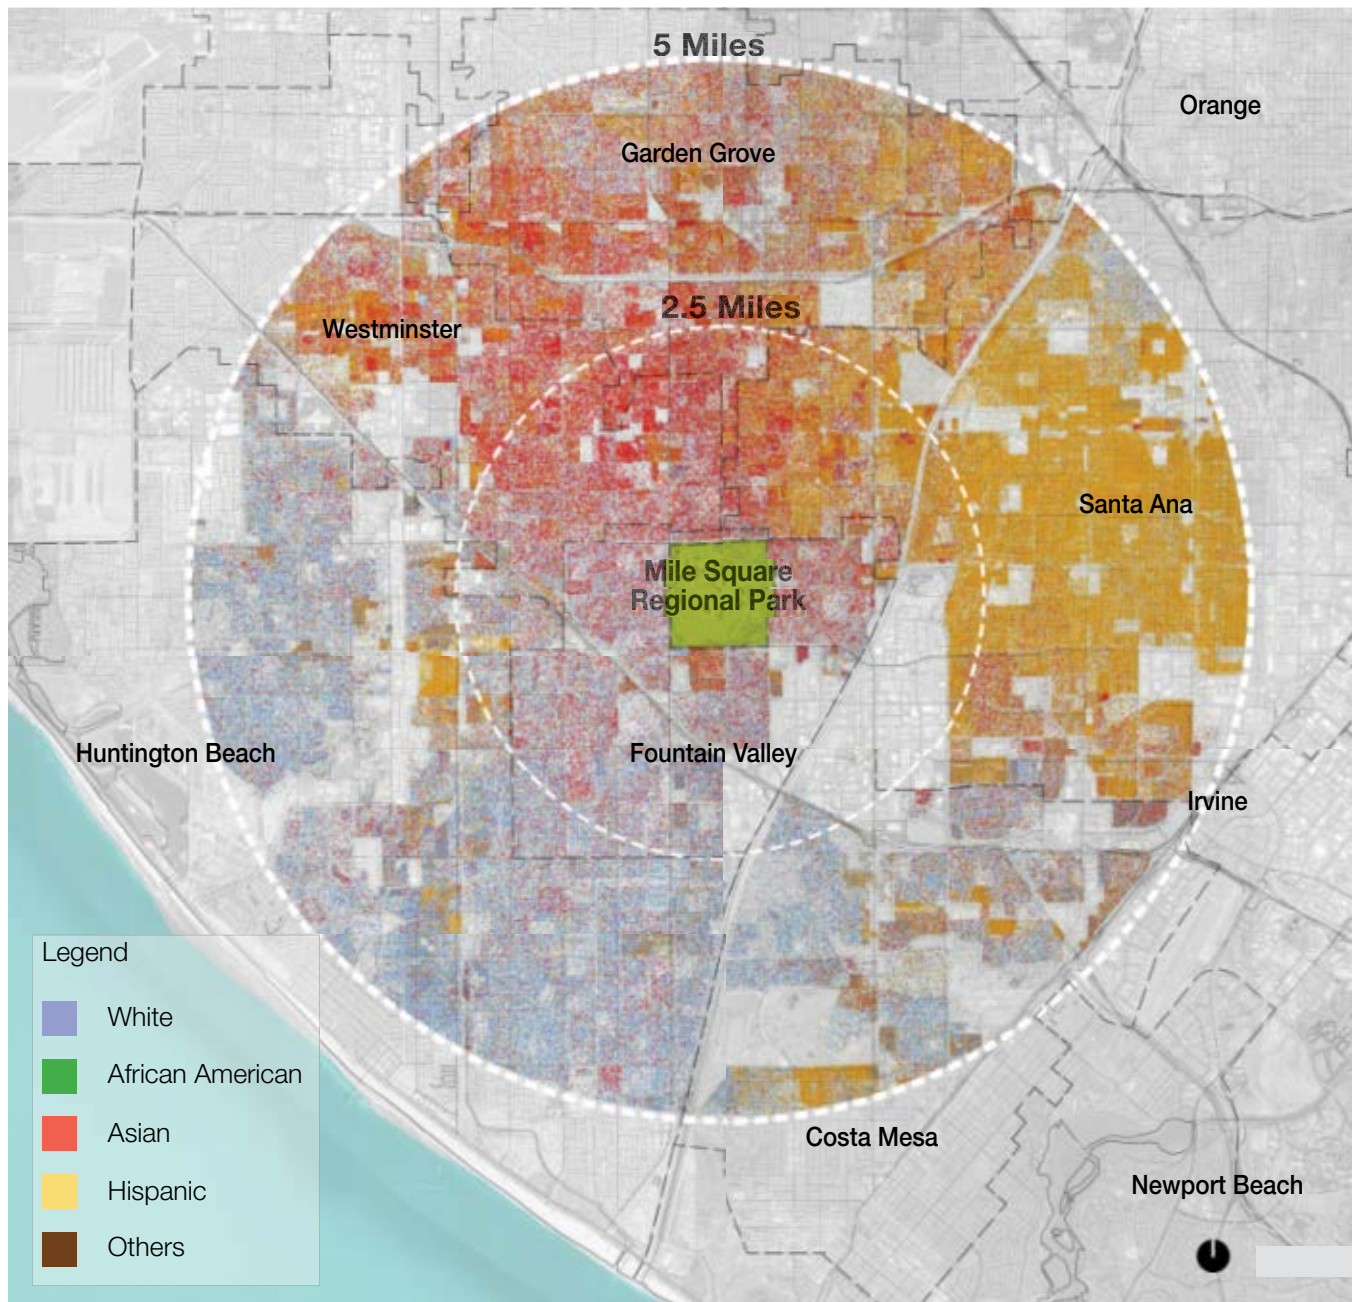 5 Miles
Orange
Garden Grove
2.5 Miles
Westminster
Santa Ana
Mile Square
Regional Park
Huntington Beach
Fountain Valley
Irvine
Legend
White
African American
Asian
Hispanic
Others
Costa Mesa
Newport Beach